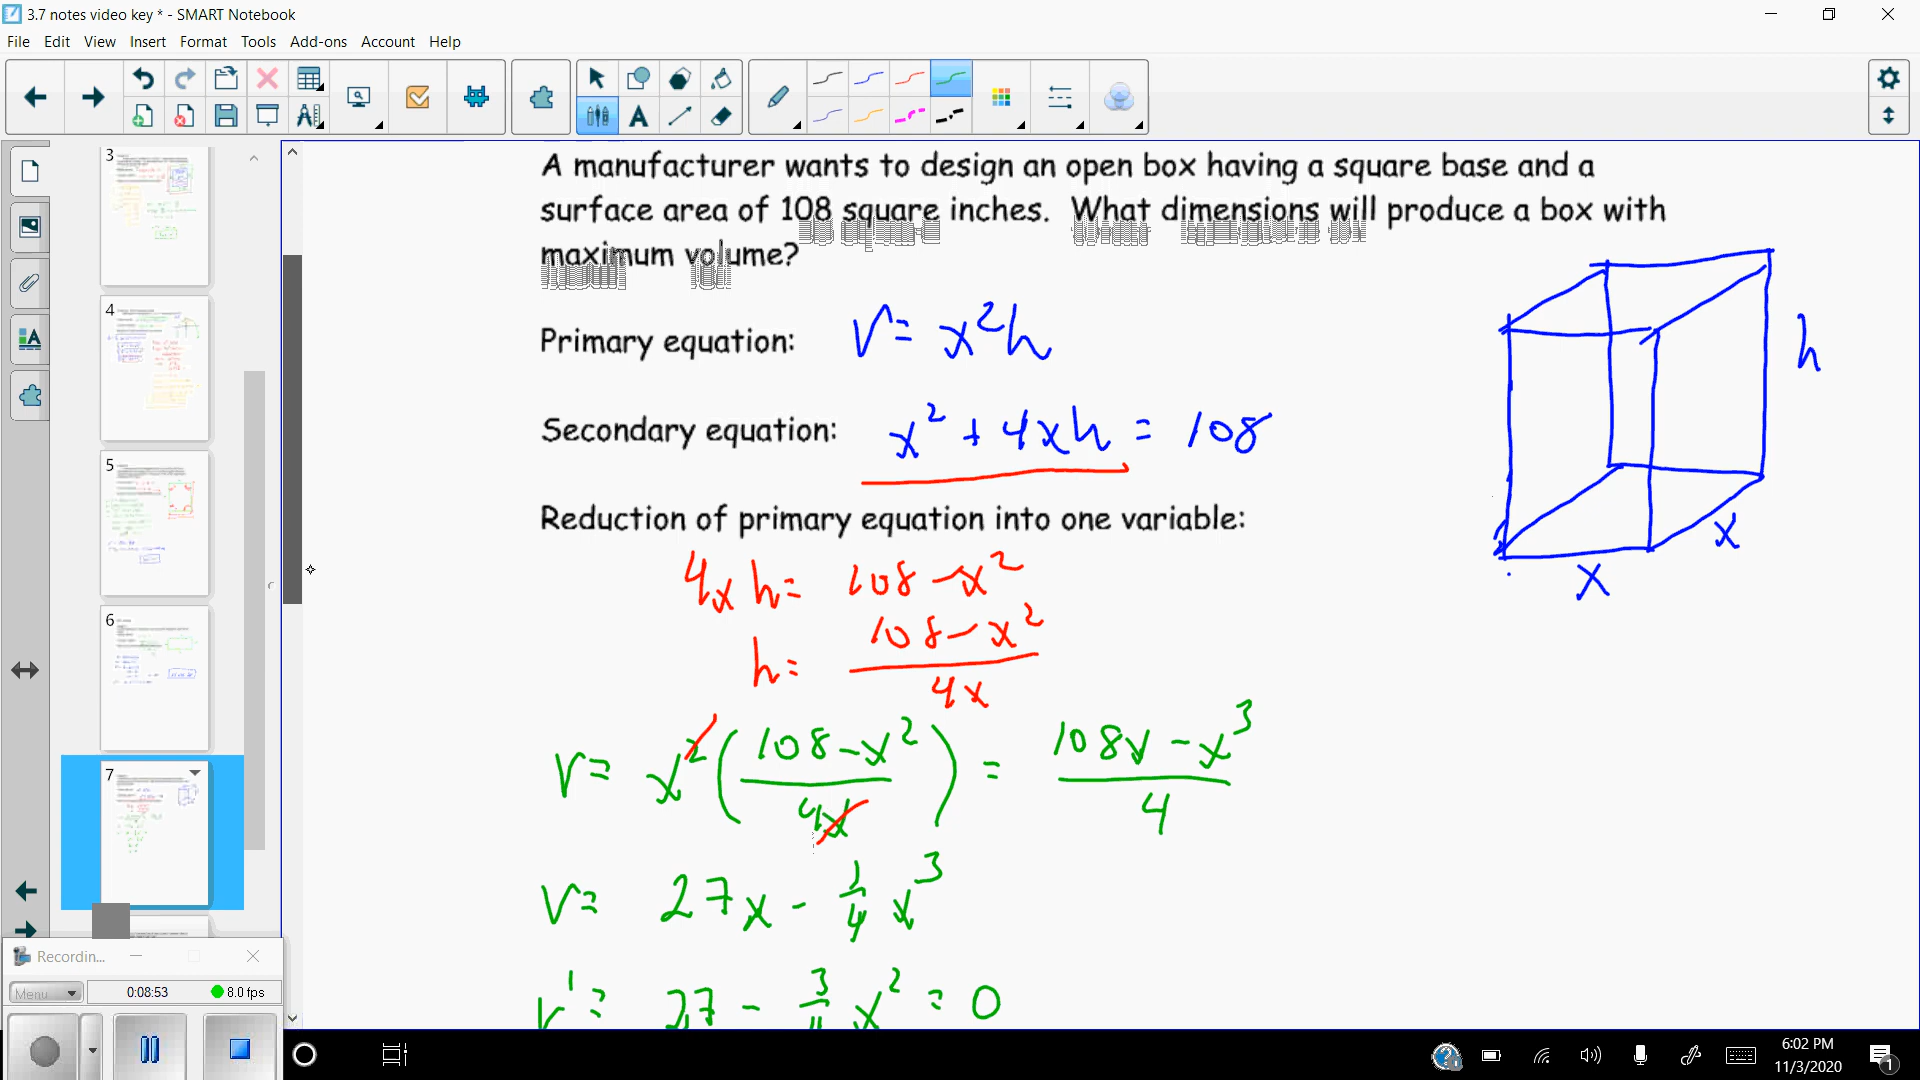 3.7 notes video key * - SMART Notebook
File Edit View Insert Format Tools Add-ons Account Help
3
4
5
6
7
A manufacturer wants to design an open box having a square base and a
surface area of 108 square inches. What dimensions will produce a box with
maximum volume?
Primary equation: V = x²h
h
Secondary equation: x² + 4xh = 108
Reduction of primary equation into one variable:
x
x
4xh = 108 - x²
h = 108 - x² / 4x
V = x² ( 108 - x² / 4x ) = 108x - x³ / 4
V = 27x - 1/4 x³
V' = 27 - 3/4 x² = 0
Recordin...
Menu 0:08:53 8.0 fps
6:02 PM
11/3/2020
1